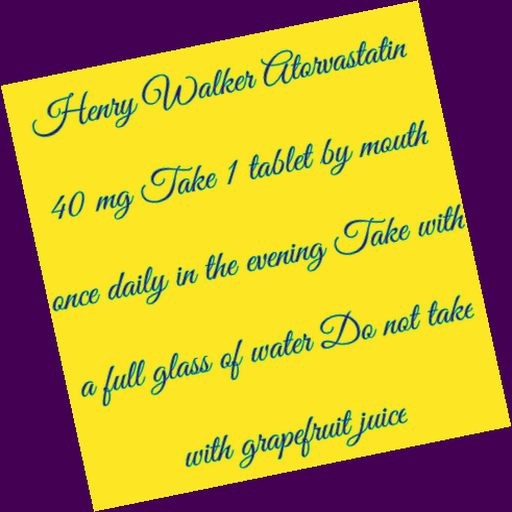 Henry Walker Atorvastatin
40 mg Take 1 tablet by mouth
once daily in the evening Take with
a full glass of water Do not take
with grapefruit juice